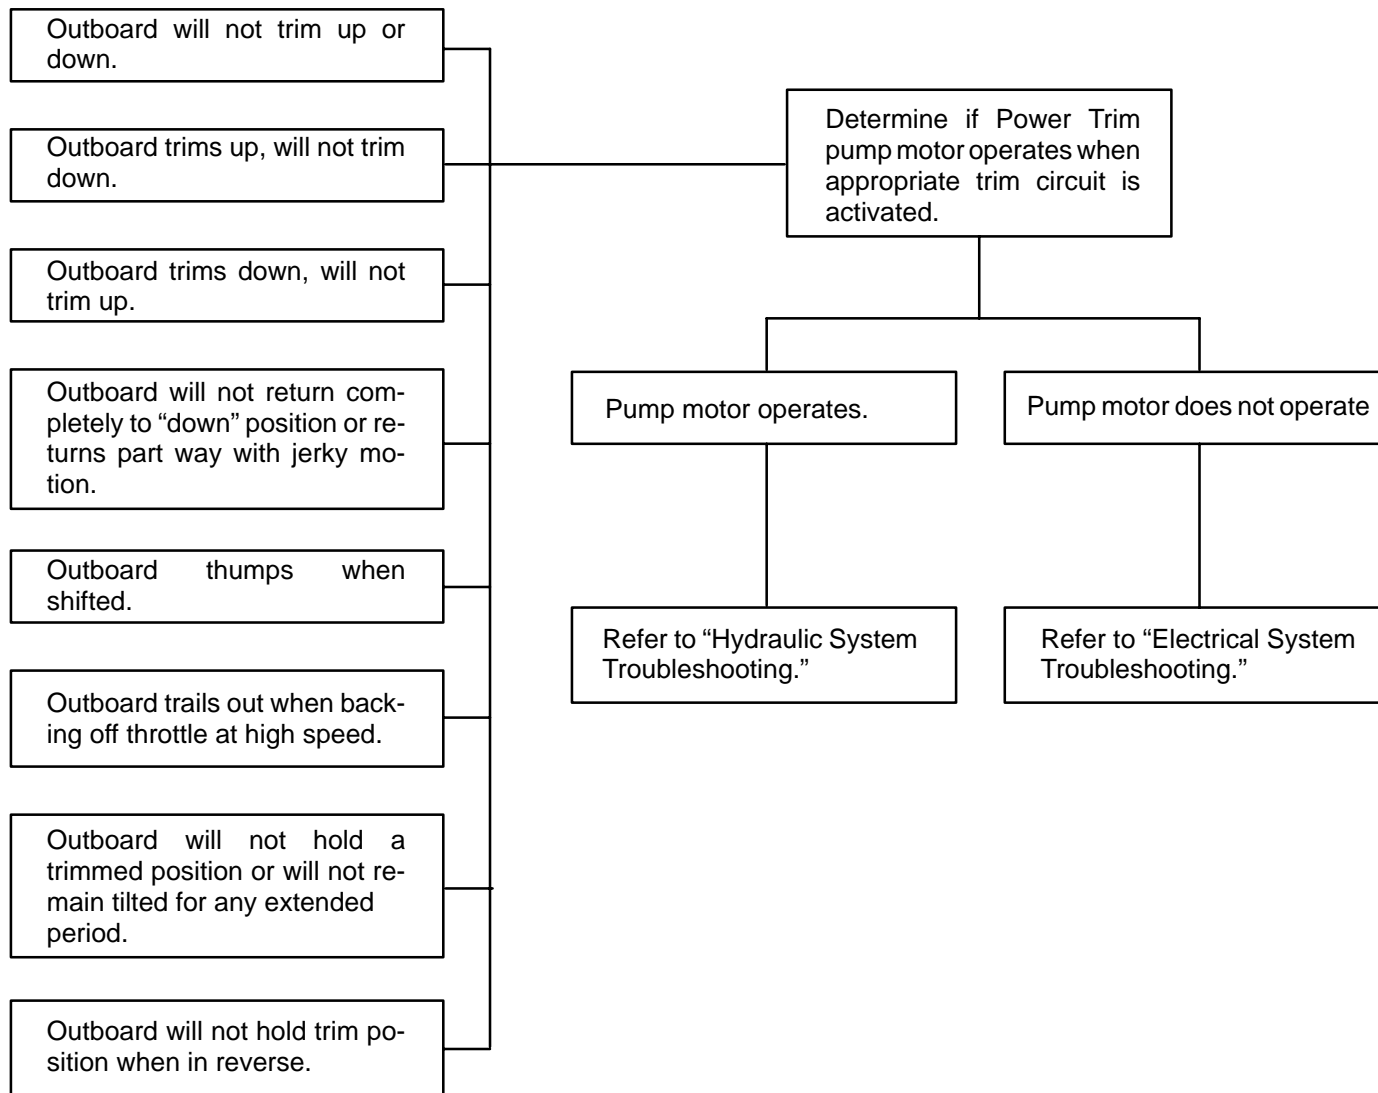 Outboard will not trim up or
down.
Outboard trims up, will not trim
down.
Outboard trims down, will not
trim up.
Outboard will not return com-
pletely to “down” position or re-
turns part way with jerky mo-
tion.
Outboard thumps when
shifted.
Outboard trails out when back-
ing off throttle at high speed.
Outboard will not hold a
trimmed position or will not re-
main tilted for any extended
period.
Outboard will not hold trim po-
sition when in reverse.
Determine if Power Trim
pump motor operates when
appropriate trim circuit is
activated.
Pump motor operates.
Pump motor does not operate
Refer to “Hydraulic System
Troubleshooting.”
Refer to “Electrical System
Troubleshooting.”